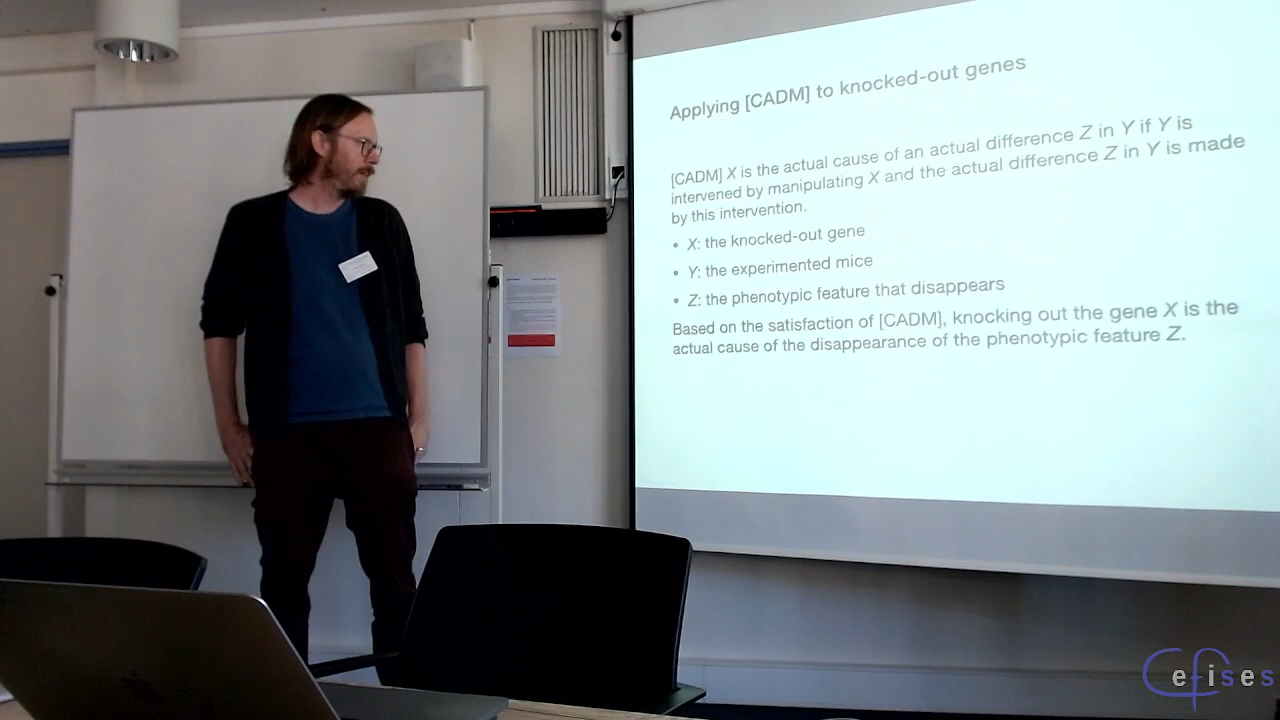 Applying [CADM] to knocked-out genes
[CADM] X is the actual cause of an actual difference Z in Y if Y is
intervened by manipulating X and the actual difference Z in Y is made
by this intervention.
• X: the knocked-out gene
• Y: the experimented mice
• Z: the phenotypic feature that disappears
Based on the satisfaction of [CADM], knocking out the gene X is the
actual cause of the disappearance of the phenotypic feature Z.
Cefises